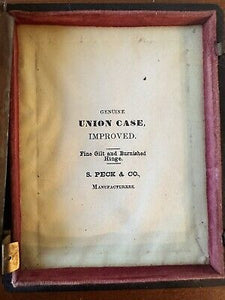 GENUINE
UNION CASE,
IMPROVED.
Fine Gilt and Burnished
Hinge.
S. PECK & CO.,
MANUFACTURERS.